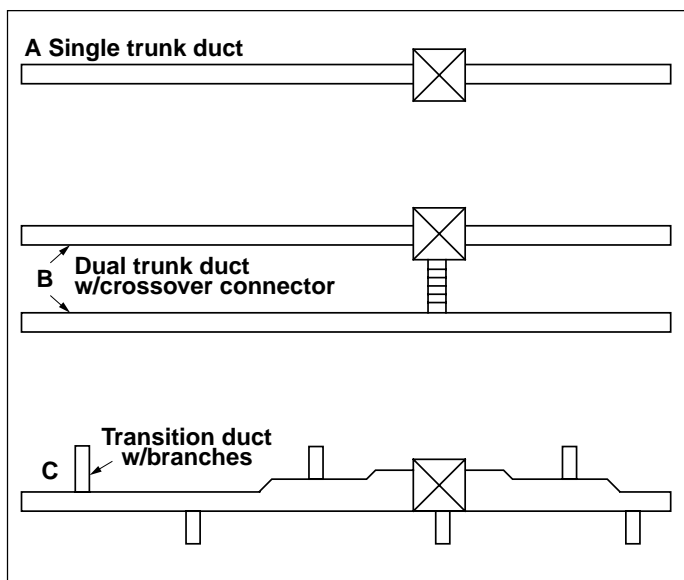 A Single trunk duct
B
Dual trunk duct
w/crossover connector
Transition duct
w/branches
C